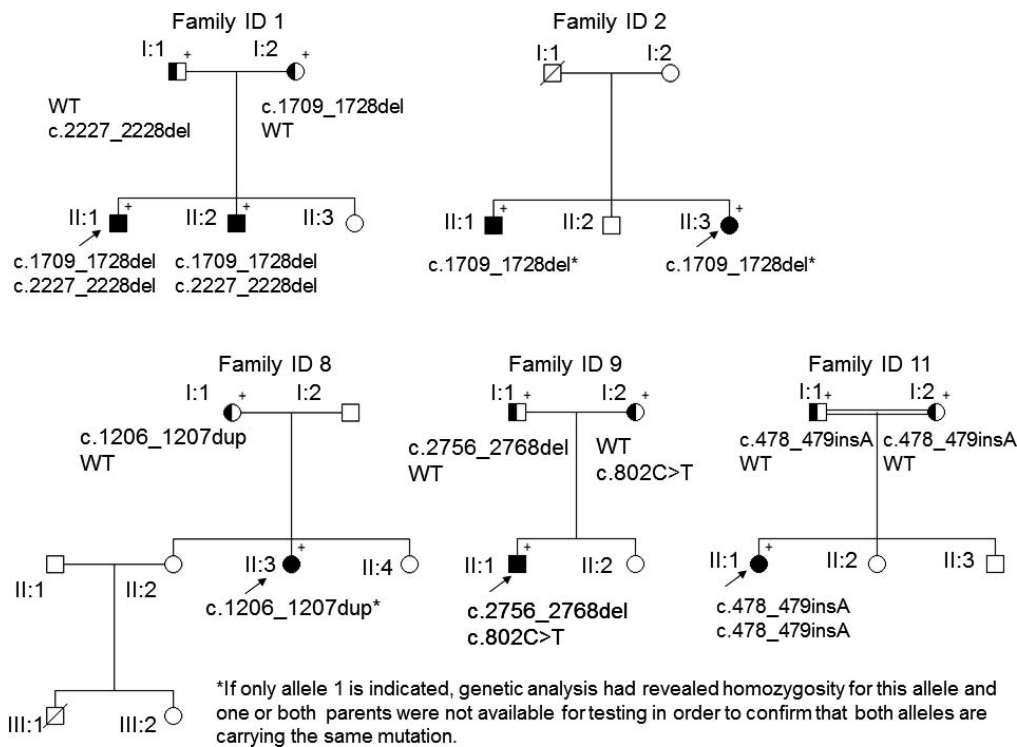 Family ID 1
I:1 + I:2 +
WT
c.2227_2228del
c.1709_1728del
WT
II:1 + II:2 + II:3
c.1709_1728del
c.2227_2228del
c.1709_1728del
c.2227_2228del
Family ID 2
I:1 I:2
II:1 + II:2 II:3 +
c.1709_1728del*
c.1709_1728del*
Family ID 8
I:1 + I:2
c.1206_1207dup
WT
II:1 II:2 II:3 + II:4
c.1206_1207dup*
III:1 III:2
Family ID 9
I:1 + I:2 +
c.2756_2768del
WT
WT
c.802C>T
II:1 + II:2
c.2756_2768del
c.802C>T
Family ID 11
I:1 + I:2 +
c.478_479insA
WT
c.478_479insA
WT
II:1 + II:2 II:3
c.478_479insA
c.478_479insA
*If only allele 1 is indicated, genetic analysis had revealed homozygosity for this allele and
one or both parents were not available for testing in order to confirm that both alleles are
carrying the same mutation.